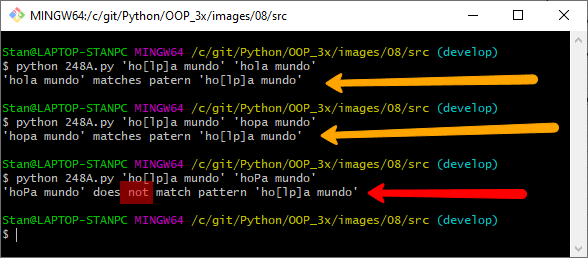 MINGW64:/c/git/Python/OOP_3x/images/08/src
Stan@LAPTOP-STANPC MINGW64 /c/git/Python/OOP_3x/images/08/src (develop)
$ python 248A.py 'ho[lp]a mundo' 'hola mundo'
'hola mundo' matches patern 'ho[lp]a mundo'
Stan@LAPTOP-STANPC MINGW64 /c/git/Python/OOP_3x/images/08/src (develop)
$ python 248A.py 'ho[lp]a mundo' 'hopa mundo'
'hopa mundo' matches patern 'ho[lp]a mundo'
Stan@LAPTOP-STANPC MINGW64 /c/git/Python/OOP_3x/images/08/src (develop)
$ python 248A.py 'ho[lp]a mundo' 'hoPa mundo'
'hoPa mundo' does not match pattern 'ho[lp]a mundo'
Stan@LAPTOP-STANPC MINGW64 /c/git/Python/OOP_3x/images/08/src (develop)
$